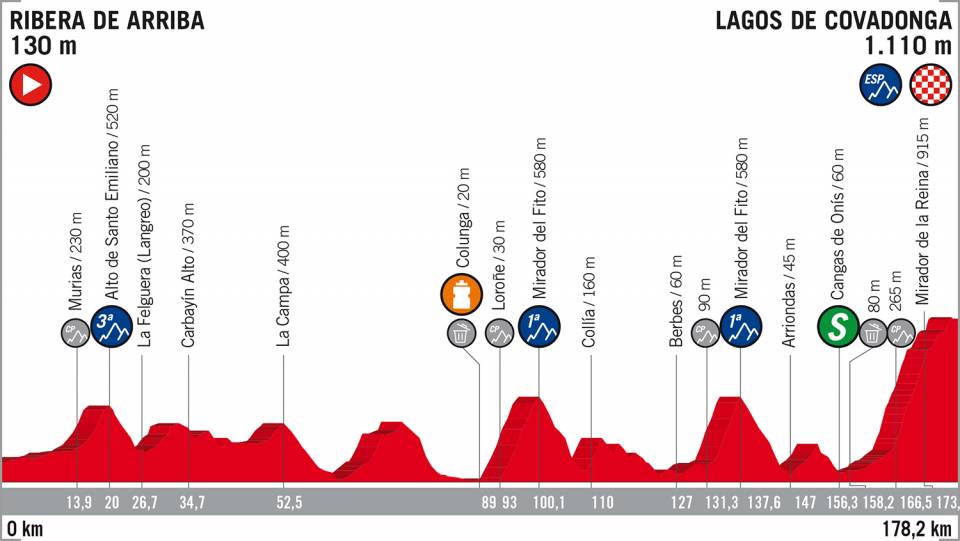 RIBERA DE ARRIBA
130 m
LAGOS DE COVADONGA
1.110 m
ESP
Murias / 230 m
Alto de Santo Emiliano / 520 m
La Felguera (Langreo) / 200 m
Carbayín Alto / 370 m
La Campa / 400 m
Colunga / 20 m
Loroñe / 30 m
Mirador del Fito / 580 m
Collía / 160 m
Berbes / 60 m
90 m
Mirador del Fito / 580 m
Arriondas / 45 m
Cangas de Onís / 60 m
80 m
265 m
Mirador de la Reina / 915 m
CP
3ª
CP
1ª
CP
1ª
S
CP
13,9 20 26,7 34,7 52,5 89 93 100,1 110 127 131,3 137,6 147 156,3 158,2 166,5 173,
0 km
178,2 km